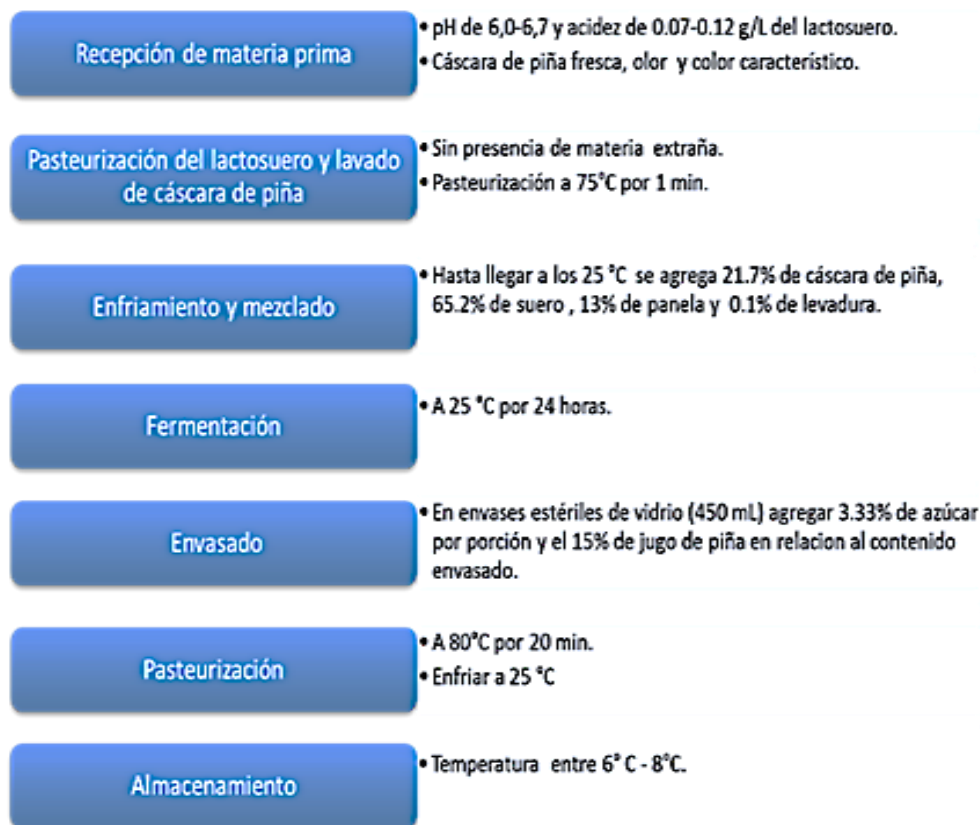 Recepción de materia prima
• pH de 6,0-6,7 y acidez de 0.07-0.12 g/L del lactosuero.
• Cáscara de piña fresca, olor y color característico.
Pasteurización del lactosuero y lavado
de cáscara de piña
• Sin presencia de materia extraña.
• Pasteurización a 75°C por 1 min.
Enfriamiento y mezclado
• Hasta llegar a los 25 °C se agrega 21.7% de cáscara de piña,
65.2% de suero , 13% de panela y 0.1% de levadura.
Fermentación
• A 25 °C por 24 horas.
Envasado
• En envases estériles de vidrio (450 mL) agregar 3.33% de azúcar
por porción y el 15% de jugo de piña en relacion al contenido
envasado.
Pasteurización
• A 80°C por 20 min.
• Enfriar a 25 °C
Almacenamiento
• Temperatura entre 6° C - 8°C.